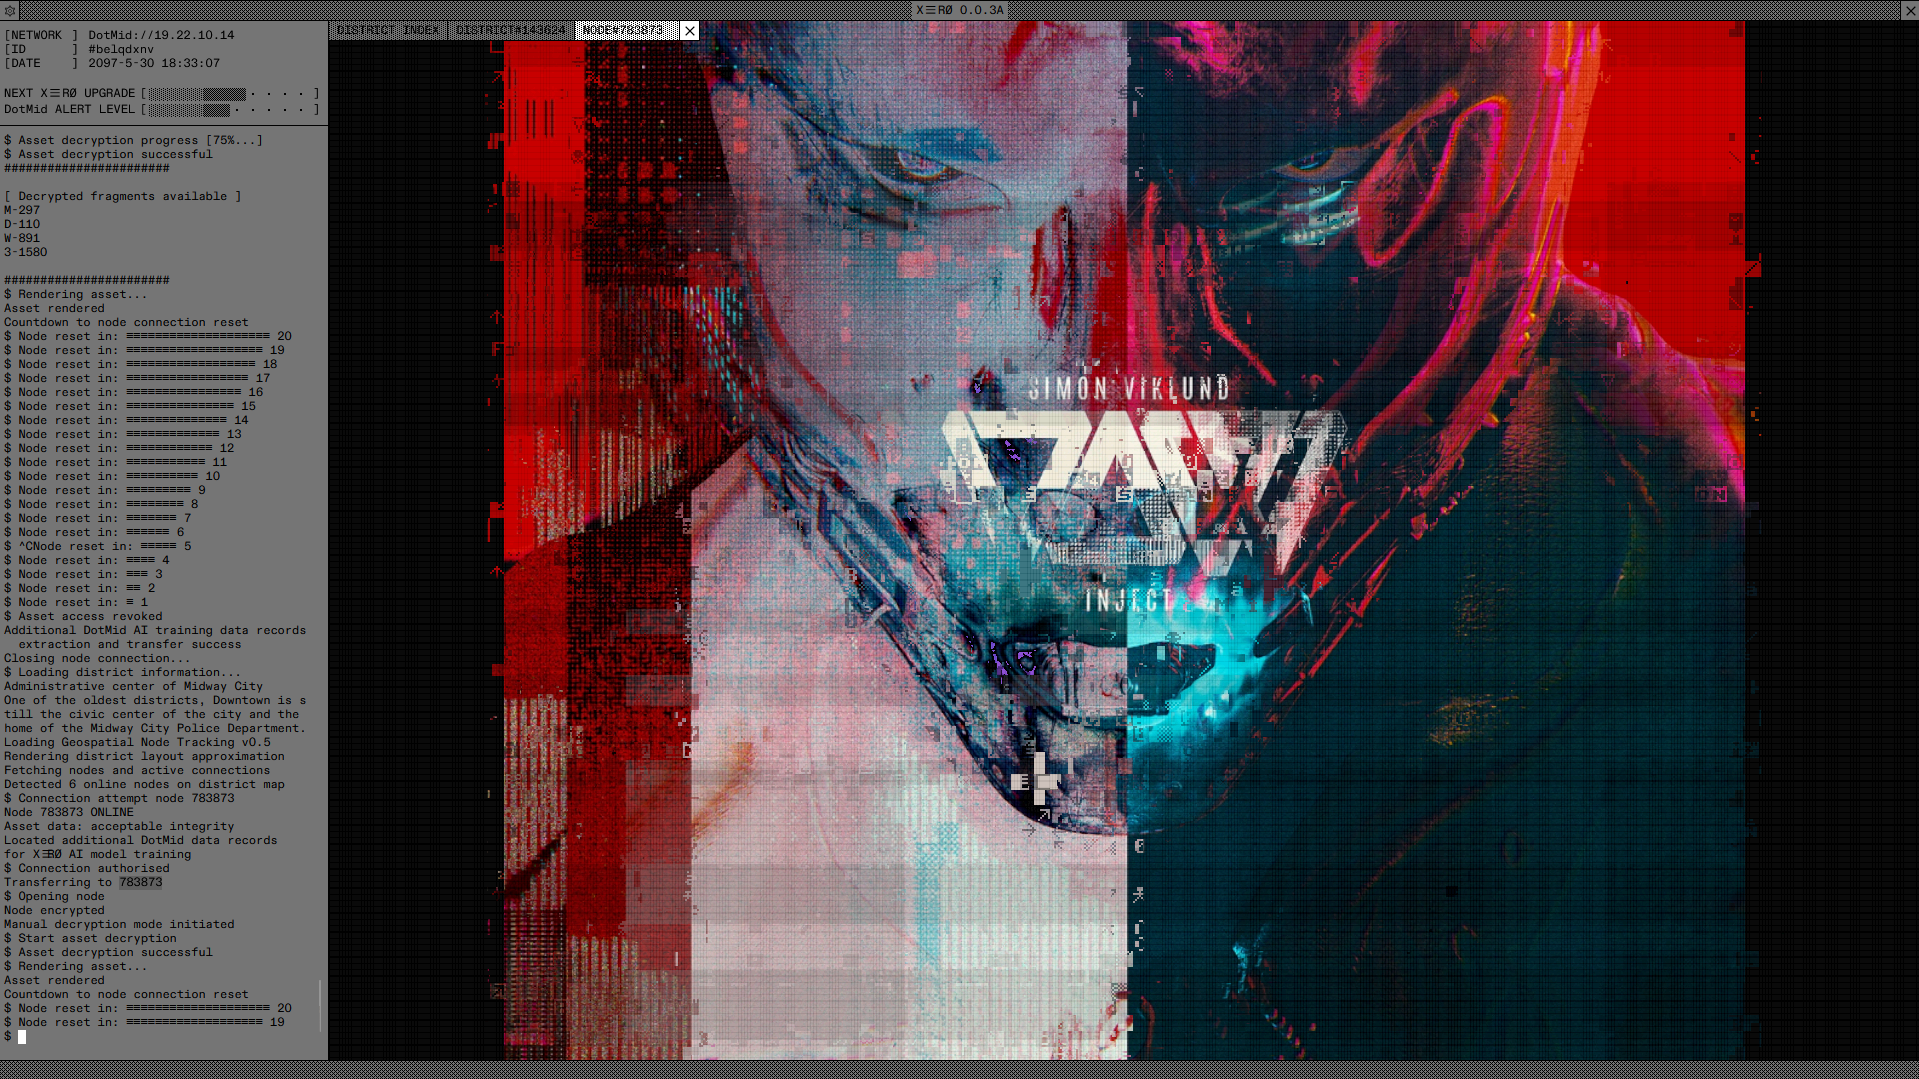 X☰RØ 0.0.3A
DISTRICT INDEX
DISTRICT#143624
NODE#783873
[NETWORK ] DotMid://19.22.10.14
[ID ] #belqdxnv
[DATE ] 2097-5-30 18:33:07
NEXT X☰RØ UPGRADE [ · · · · ]
DotMid ALERT LEVEL [ · · · · · ]
$ Asset decryption progress [75%...]
$ Asset decryption successful
#######################
[ Decrypted fragments available ]
M-297
D-110
W-891
3-1580
#######################
$ Rendering asset...
Asset rendered
Countdown to node connection reset
$ Node reset in: ==================== 20
$ Node reset in: =================== 19
$ Node reset in: ================== 18
$ Node reset in: ================= 17
$ Node reset in: ================ 16
$ Node reset in: =============== 15
$ Node reset in: ============== 14
$ Node reset in: ============= 13
$ Node reset in: ============ 12
$ Node reset in: =========== 11
$ Node reset in: ========== 10
$ Node reset in: ========= 9
$ Node reset in: ======== 8
$ Node reset in: ======= 7
$ Node reset in: ====== 6
$ ^CNode reset in: ===== 5
$ Node reset in: ==== 4
$ Node reset in: === 3
$ Node reset in: == 2
$ Node reset in: = 1
$ Asset access revoked
Additional DotMid AI training data records
extraction and transfer success
Closing node connection...
$ Loading district information...
Administrative center of Midway City
One of the oldest districts, Downtown is s
till the civic center of the city and the
home of the Midway City Police Department.
Loading Geospatial Node Tracking v0.5
Rendering district layout approximation
Fetching nodes and active connections
Detected 6 online nodes on district map
$ Connection attempt node 783873
Node 783873 ONLINE
Asset data: acceptable integrity
Located additional DotMid data records
for X☰RØ AI model training
$ Connection authorised
Transferring to 783873
$ Opening node
Node encrypted
Manual decryption mode initiated
$ Start asset decryption
$ Asset decryption successful
$ Rendering asset...
Asset rendered
Countdown to node connection reset
$ Node reset in: ==================== 20
$ Node reset in: =================== 19
$
SIMON VIKLUND
INJECT